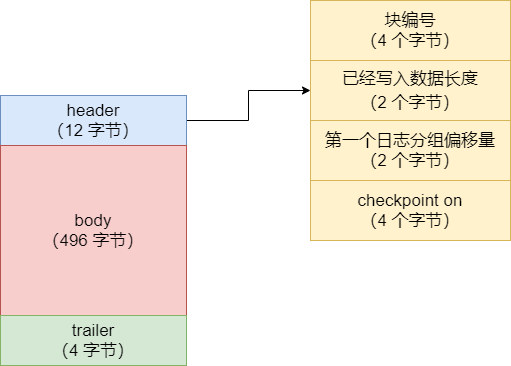 header
（12 字节）
body
（496 字节）
trailer
（4 字节）
块编号
（4 个字节）
已经写入数据长度
（2 个字节）
第一个日志分组偏移量
（2 个字节）
checkpoint on
（4 个字节）